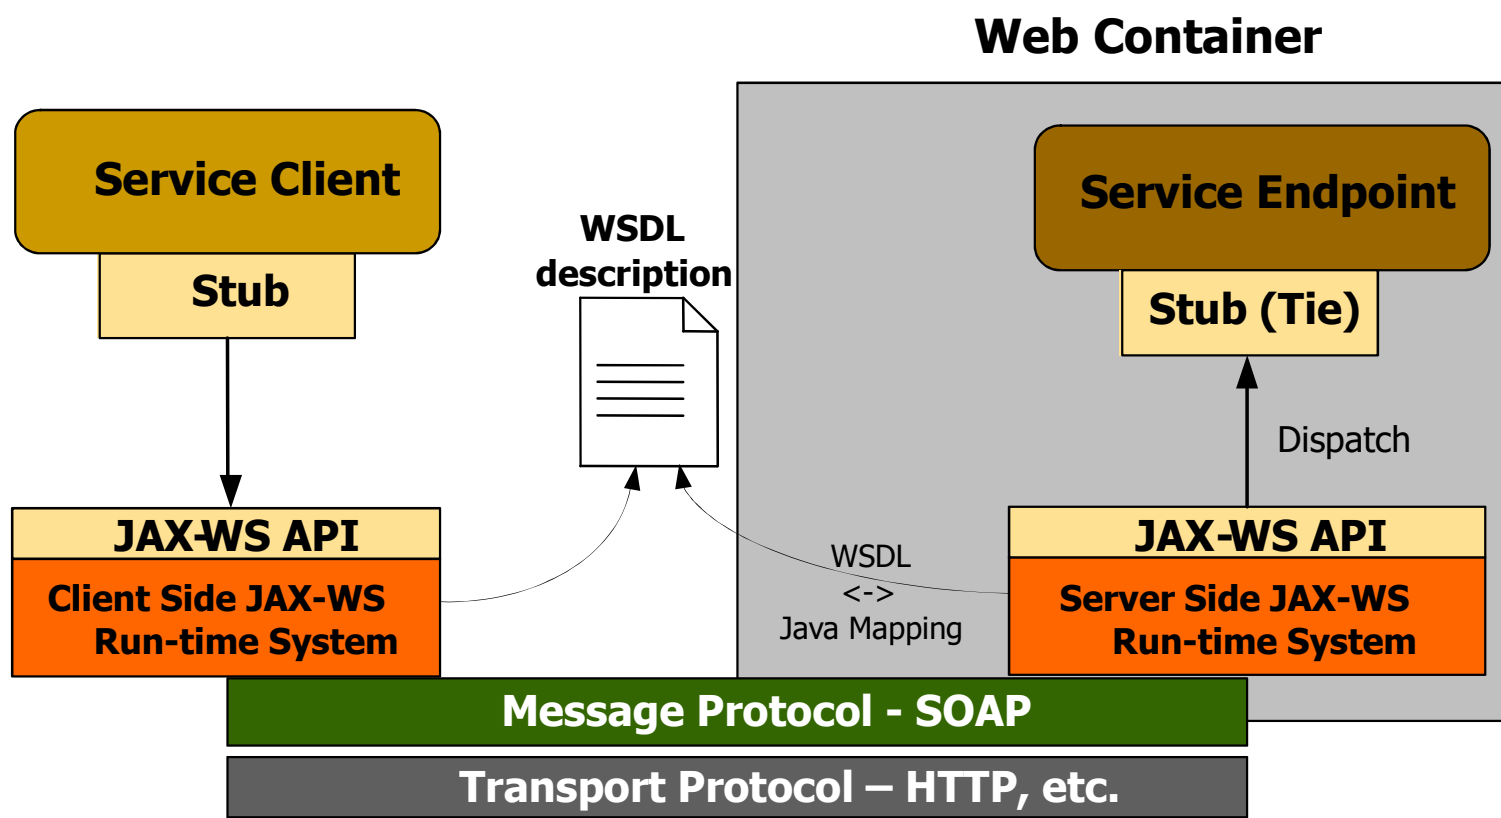 Web Container
Service Client
Stub
WSDL
description
Service Endpoint
Stub (Tie)
Dispatch
JAX-WS API
Client Side JAX-WS
Run-time System
WSDL
<->
Java Mapping
JAX-WS API
Server Side JAX-WS
Run-time System
Message Protocol - SOAP
Transport Protocol – HTTP, etc.